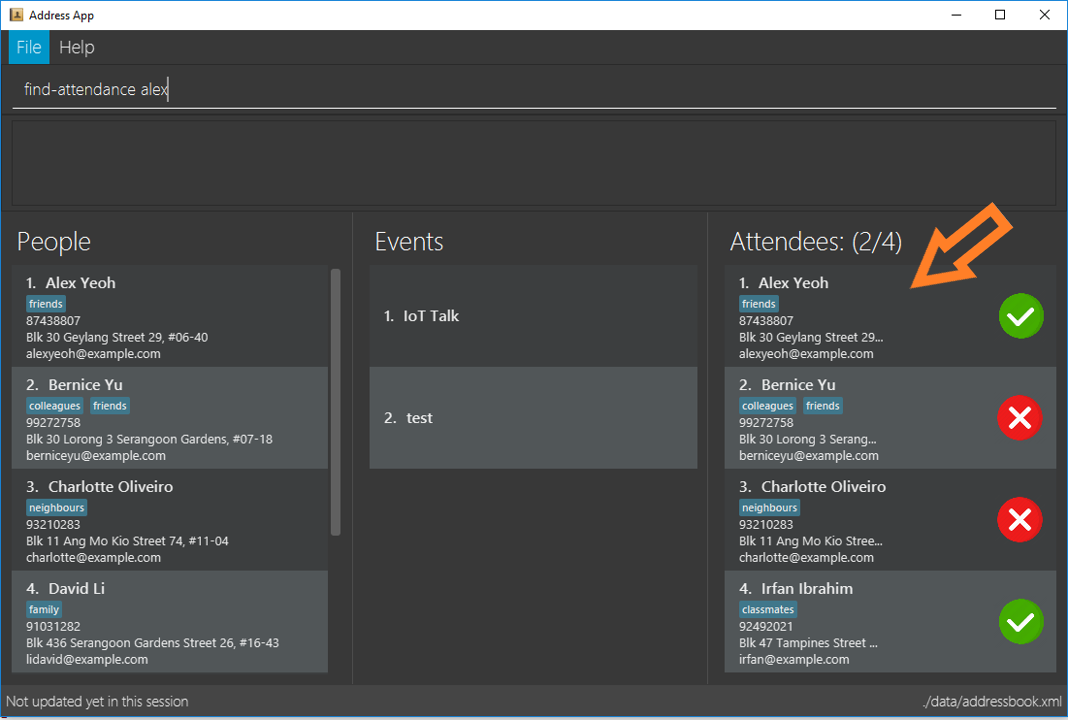 Address App
File Help
find-attendance alex
People
1. Alex Yeoh
friends
87438807
Blk 30 Geylang Street 29, #06-40
alexyeoh@example.com
2. Bernice Yu
colleagues friends
99272758
Blk 30 Lorong 3 Serangoon Gardens, #07-18
berniceyu@example.com
3. Charlotte Oliveiro
neighbours
93210283
Blk 11 Ang Mo Kio Street 74, #11-04
charlotte@example.com
4. David Li
family
91031282
Blk 436 Serangoon Gardens Street 26, #16-43
lidavid@example.com
Events
1. IoT Talk
2. test
Attendees: (2/4)
1. Alex Yeoh
friends
87438807
Blk 30 Geylang Street 29...
alexyeoh@example.com
2. Bernice Yu
colleagues friends
99272758
Blk 30 Lorong 3 Serang...
berniceyu@example.com
3. Charlotte Oliveiro
neighbours
93210283
Blk 11 Ang Mo Kio Stree...
charlotte@example.com
4. Irfan Ibrahim
classmates
92492021
Blk 47 Tampines Street ...
irfan@example.com
Not updated yet in this session
./data/addressbook.xml